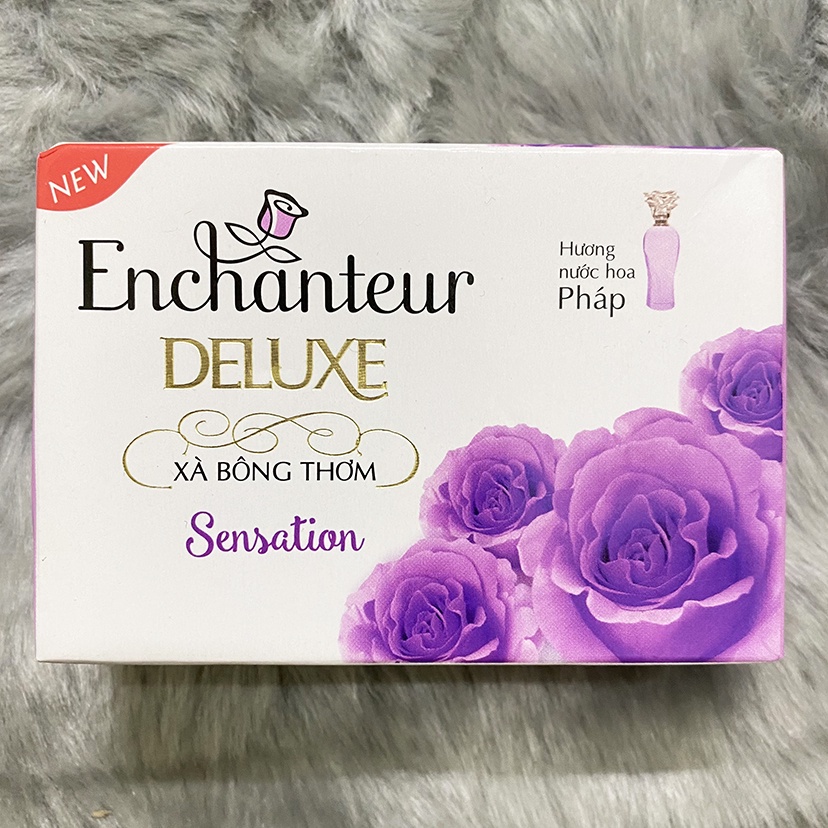 NEW
Enchanteur
DELUXE
XÀ BÔNG THƠM
Sensation
Hương
nước hoa
Pháp